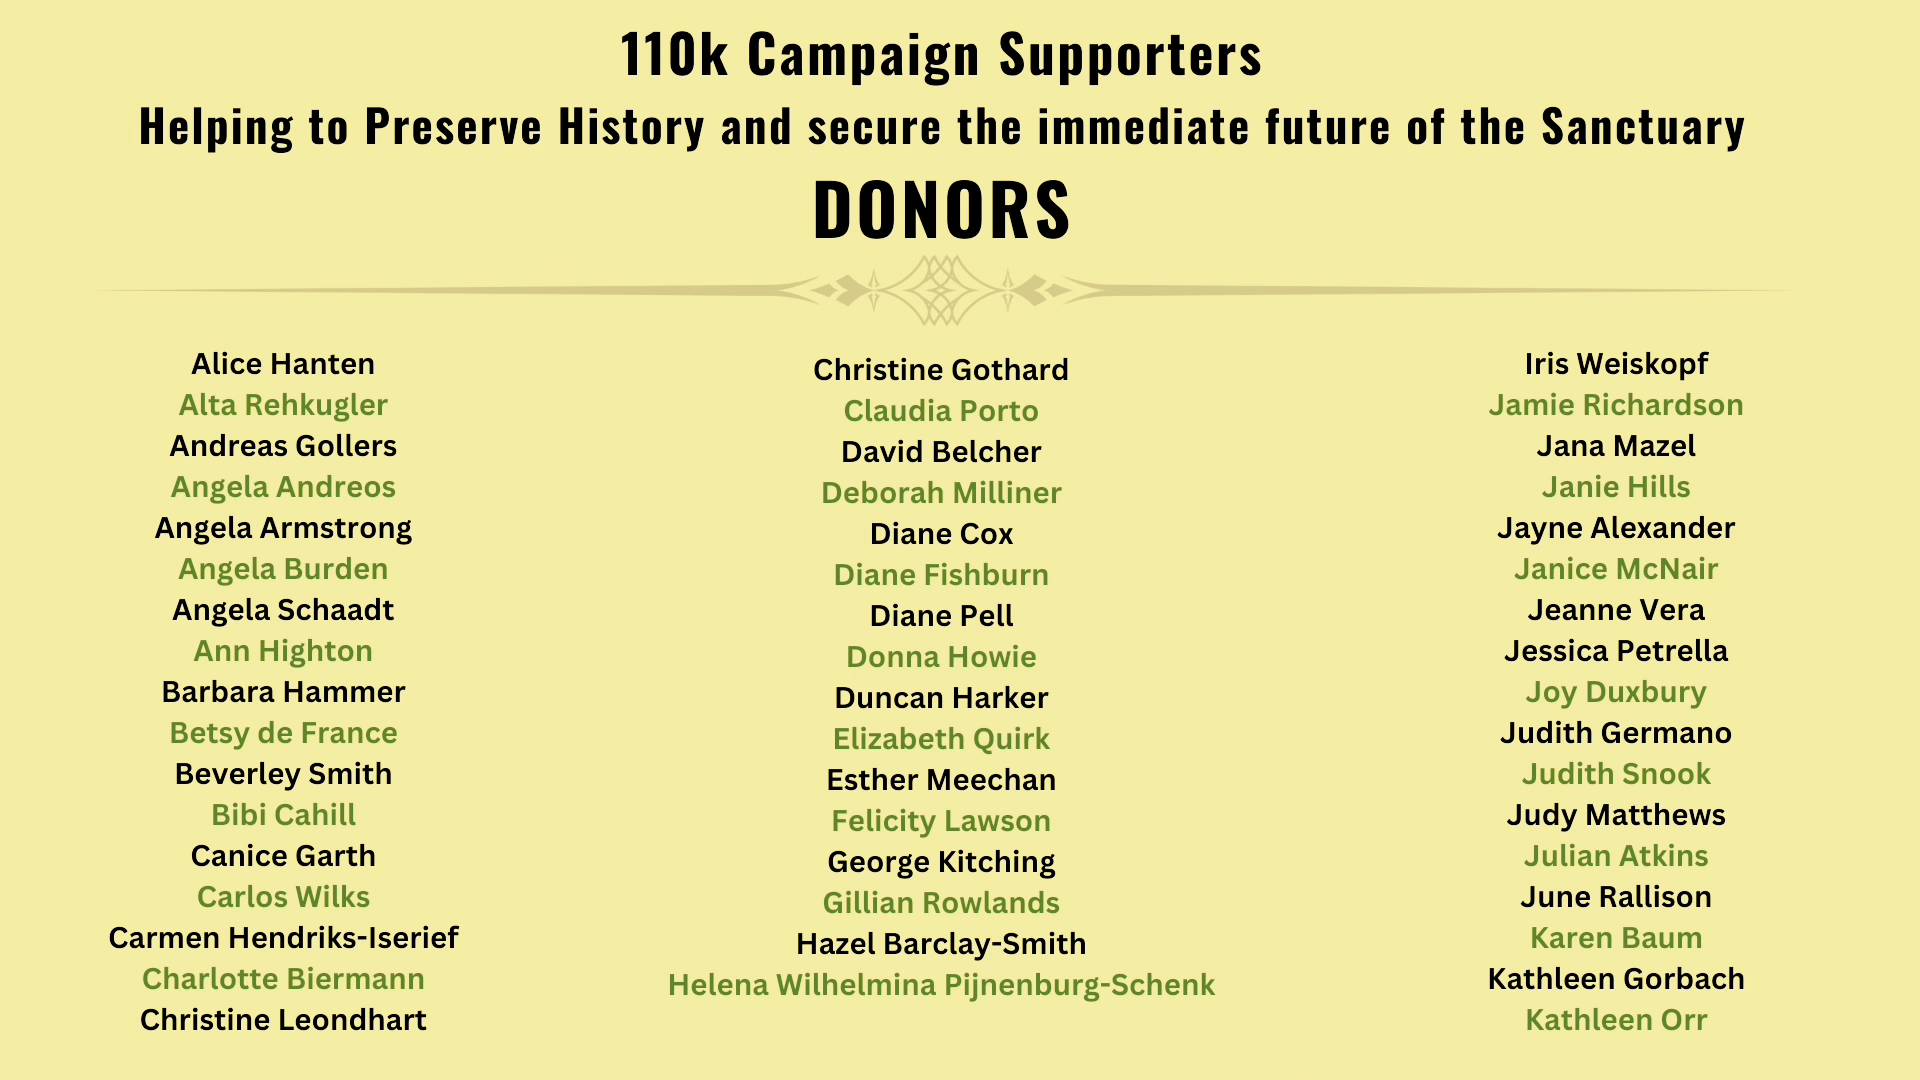 110k Campaign Supporters
Helping to Preserve History and secure the immediate future of the Sanctuary
DONORS
Alice Hanten
Alta Rehkugler
Andreas Gollers
Angela Andreos
Angela Armstrong
Angela Burden
Angela Schaadt
Ann Highton
Barbara Hammer
Betsy de France
Beverley Smith
Bibi Cahill
Canice Garth
Carlos Wilks
Carmen Hendriks-Iserief
Charlotte Biermann
Christine Leondhart
Christine Gothard
Claudia Porto
David Belcher
Deborah Milliner
Diane Cox
Diane Fishburn
Diane Pell
Donna Howie
Duncan Harker
Elizabeth Quirk
Esther Meechan
Felicity Lawson
George Kitching
Gillian Rowlands
Hazel Barclay-Smith
Helena Wilhelmina Pijnenburg-Schenk
Iris Weiskopf
Jamie Richardson
Jana Mazel
Janie Hills
Jayne Alexander
Janice McNair
Jeanne Vera
Jessica Petrella
Joy Duxbury
Judith Germano
Judith Snook
Judy Matthews
Julian Atkins
June Rallison
Karen Baum
Kathleen Gorbach
Kathleen Orr